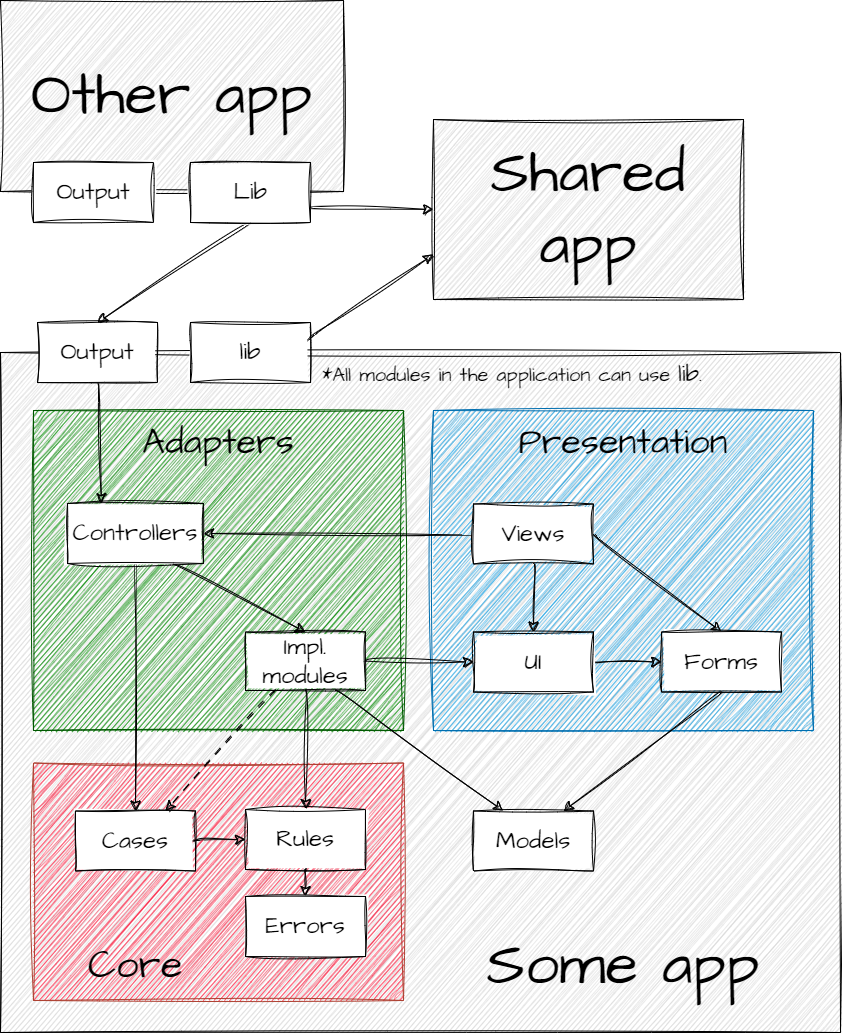 Other app
Output
Lib
Shared
app
Output
lib
*All modules in the application can use lib.
Adapters
Presentation
Controllers
Views
Impl.
modules
UI
Forms
Cases
Rules
Models
Errors
Core
Some app